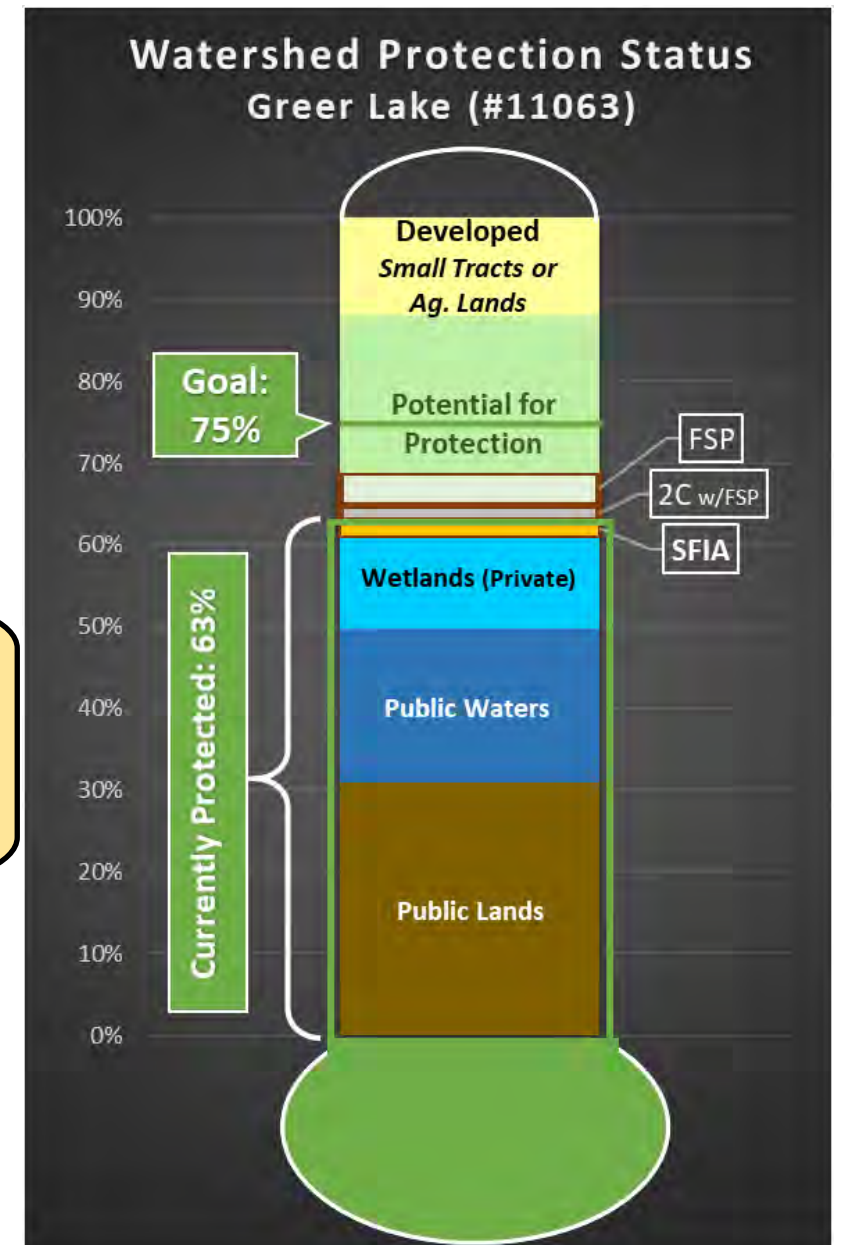 Watershed Protection Status
Greer Lake (#11063)
100%
90%
80%
70%
60%
50%
40%
30%
20%
10%
0%
Goal:
75%
Currently Protected: 63%
Developed
Small Tracts or
Ag. Lands
Potential for
Protection
FSP
2C w/FSP
SFIA
Wetlands (Private)
Public Waters
Public Lands